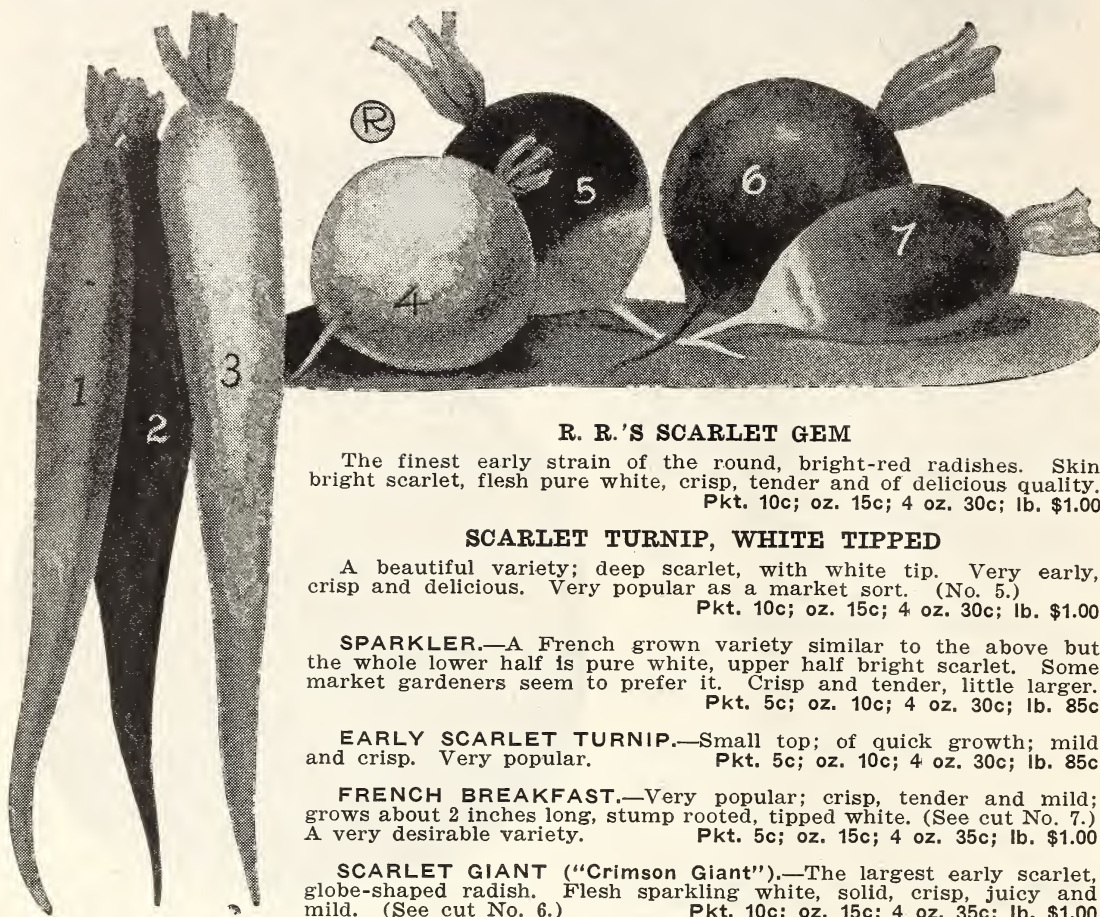 R
1
2
3
4
5
6
7
R. R.'S SCARLET GEM
The finest early strain of the round, bright-red radishes. Skin
bright scarlet, flesh pure white, crisp, tender and of delicious quality.
Pkt. 10c; oz. 15c; 4 oz. 30c; lb. $1.00
SCARLET TURNIP, WHITE TIPPED
A beautiful variety; deep scarlet, with white tip. Very early,
crisp and delicious. Very popular as a market sort. (No. 5.)
Pkt. 10c; oz. 15c; 4 oz. 30c; lb. $1.00
SPARKLER.—A French grown variety similar to the above but
the whole lower half is pure white, upper half bright scarlet. Some
market gardeners seem to prefer it. Crisp and tender, little larger.
Pkt. 5c; oz. 10c; 4 oz. 30c; lb. 85c
EARLY SCARLET TURNIP.—Small top; of quick growth; mild
and crisp. Very popular. Pkt. 5c; oz. 10c; 4 oz. 30c; lb. 85c
FRENCH BREAKFAST.—Very popular; crisp, tender and mild;
grows about 2 inches long, stump rooted, tipped white. (See cut No. 7.)
A very desirable variety. Pkt. 5c; oz. 15c; 4 oz. 35c; lb. $1.00
SCARLET GIANT ("Crimson Giant").—The largest early scarlet,
globe-shaped radish. Flesh sparkling white, solid, crisp, juicy and
mild. (See cut No. 6.) Pkt. 10c; oz. 15c; 4 oz. 35c; lb. $1.00